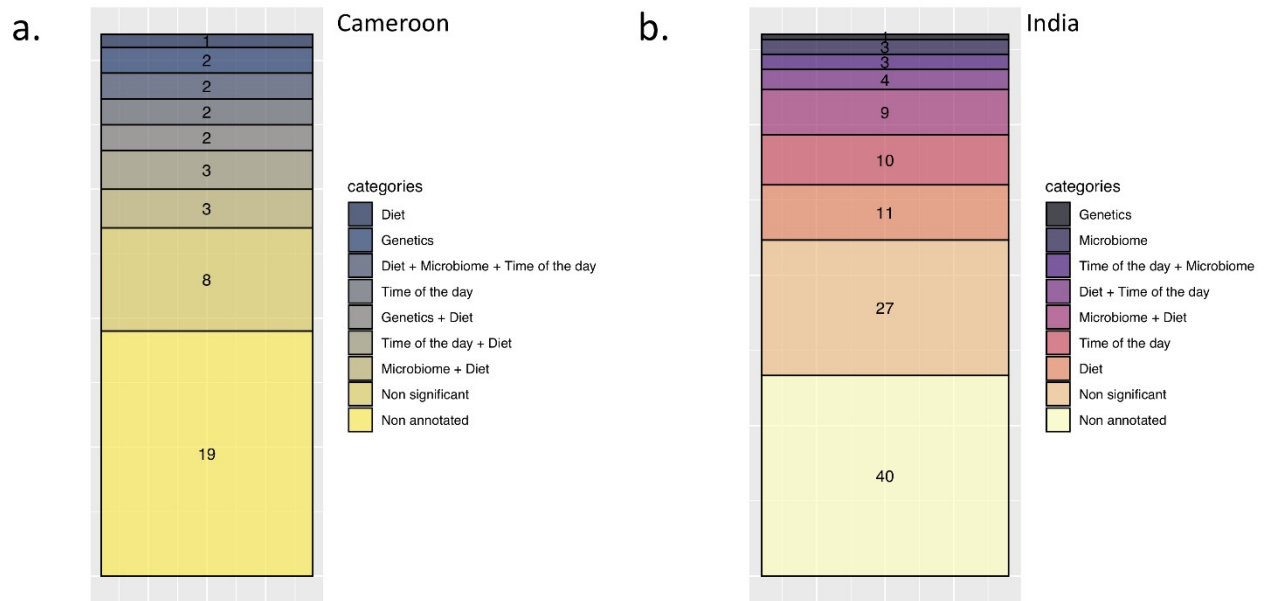 a.
Cameroon
1
2
2
2
2
3
3
8
19
categories
Diet
Genetics
Diet + Microbiome + Time of the day
Time of the day
Genetics + Diet
Time of the day + Diet
Microbiome + Diet
Non significant
Non annotated
b.
India
1
3
3
4
9
10
11
27
40
categories
Genetics
Microbiome
Time of the day + Microbiome
Diet + Time of the day
Microbiome + Diet
Time of the day
Diet
Non significant
Non annotated